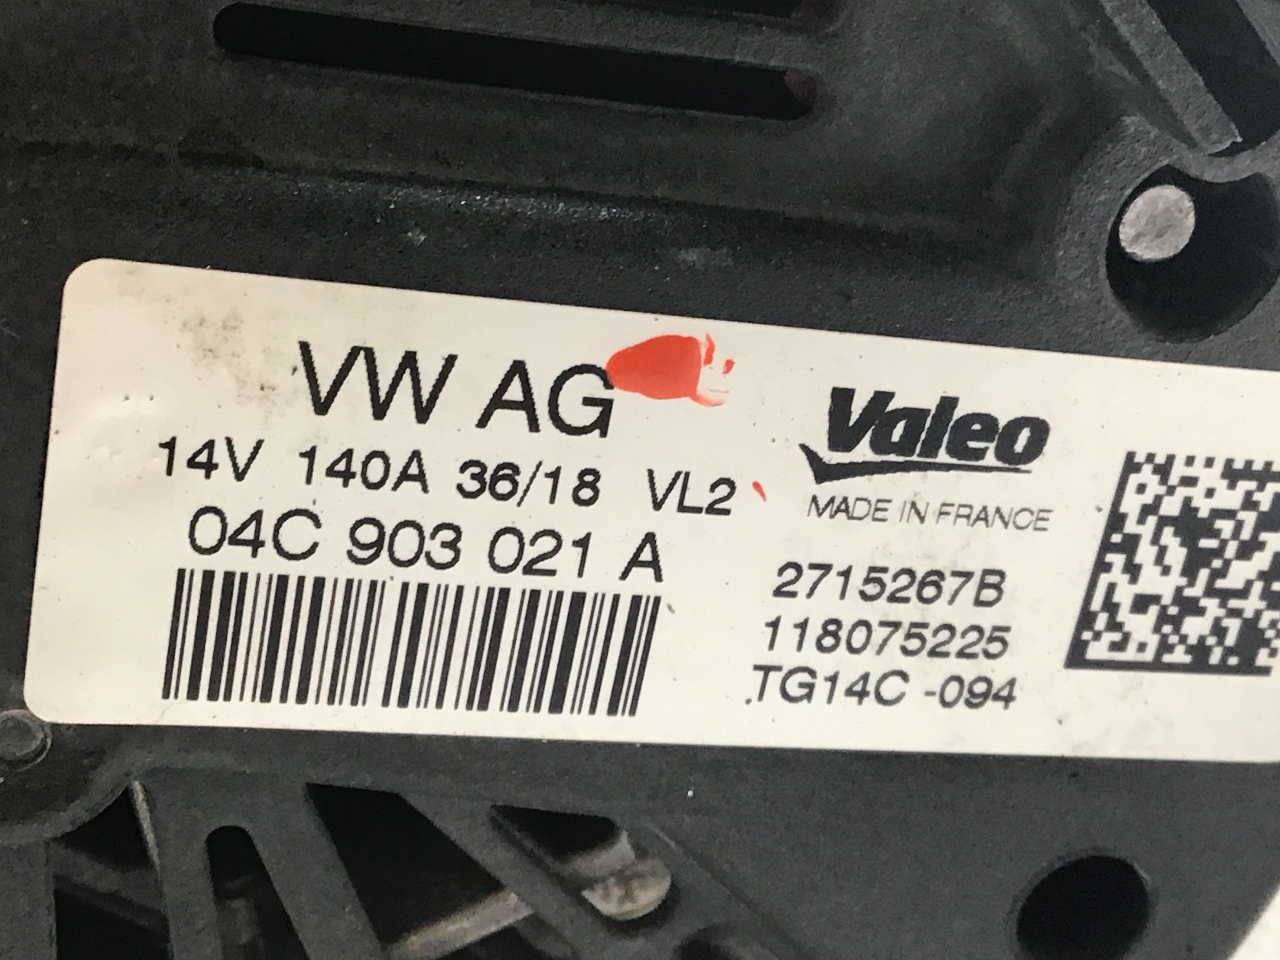 VW AG
14V 140A 36/18 VL2
04C 903 021 A
Valeo
MADE IN FRANCE
2715267B
118075225
TG14C -094